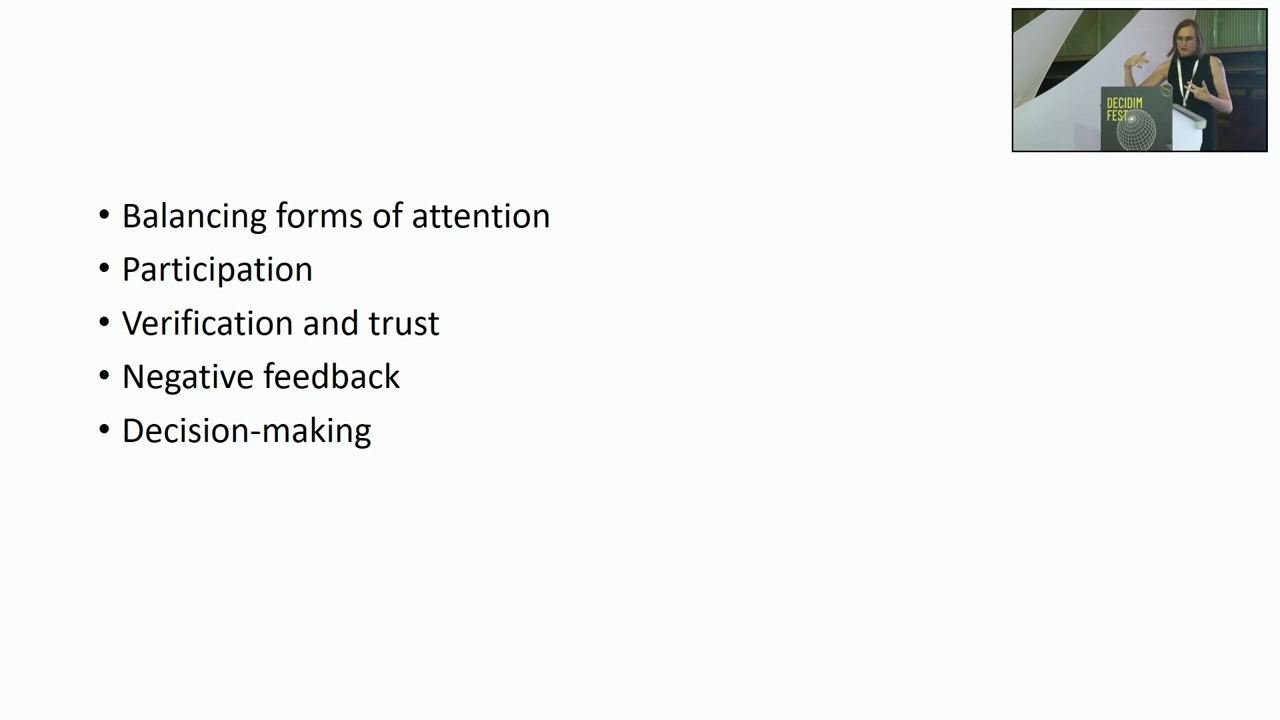 • Balancing forms of attention
• Participation
• Verification and trust
• Negative feedback
• Decision-making
DECIDIM
FEST